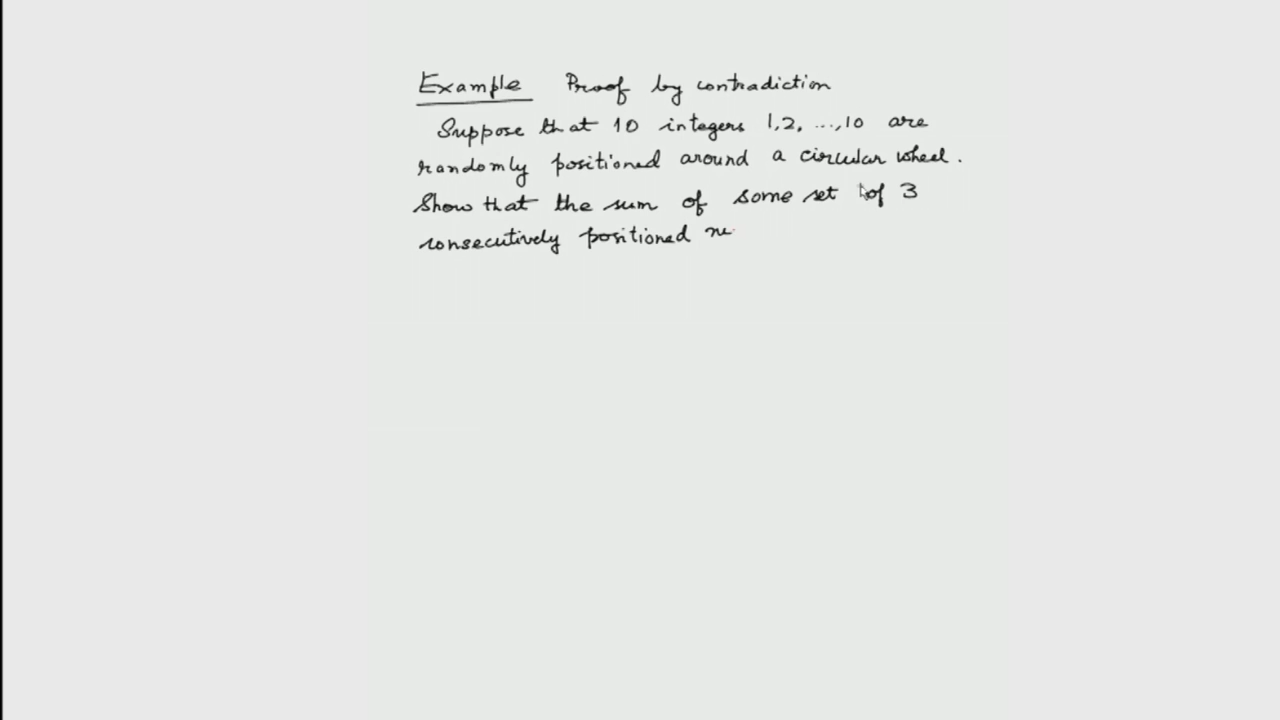 Example Proof by contradiction
Suppose that 10 integers 1,2, ...,10 are
randomly positioned around a circular wheel.
Show that the sum of some set of 3
consecutively positioned